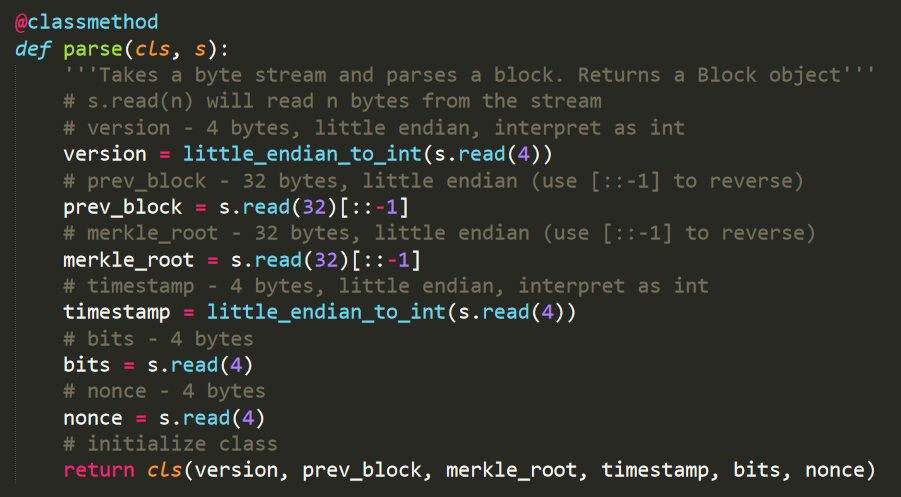 @classmethod
def parse(cls, s):
    '''Takes a byte stream and parses a block. Returns a Block object'''
    # s.read(n) will read n bytes from the stream
    # version - 4 bytes, little endian, interpret as int
    version = little_endian_to_int(s.read(4))
    # prev_block - 32 bytes, little endian (use [::-1] to reverse)
    prev_block = s.read(32)[::-1]
    # merkle_root - 32 bytes, little endian (use [::-1] to reverse)
    merkle_root = s.read(32)[::-1]
    # timestamp - 4 bytes, little endian, interpret as int
    timestamp = little_endian_to_int(s.read(4))
    # bits - 4 bytes
    bits = s.read(4)
    # nonce - 4 bytes
    nonce = s.read(4)
    # initialize class
    return cls(version, prev_block, merkle_root, timestamp, bits, nonce)